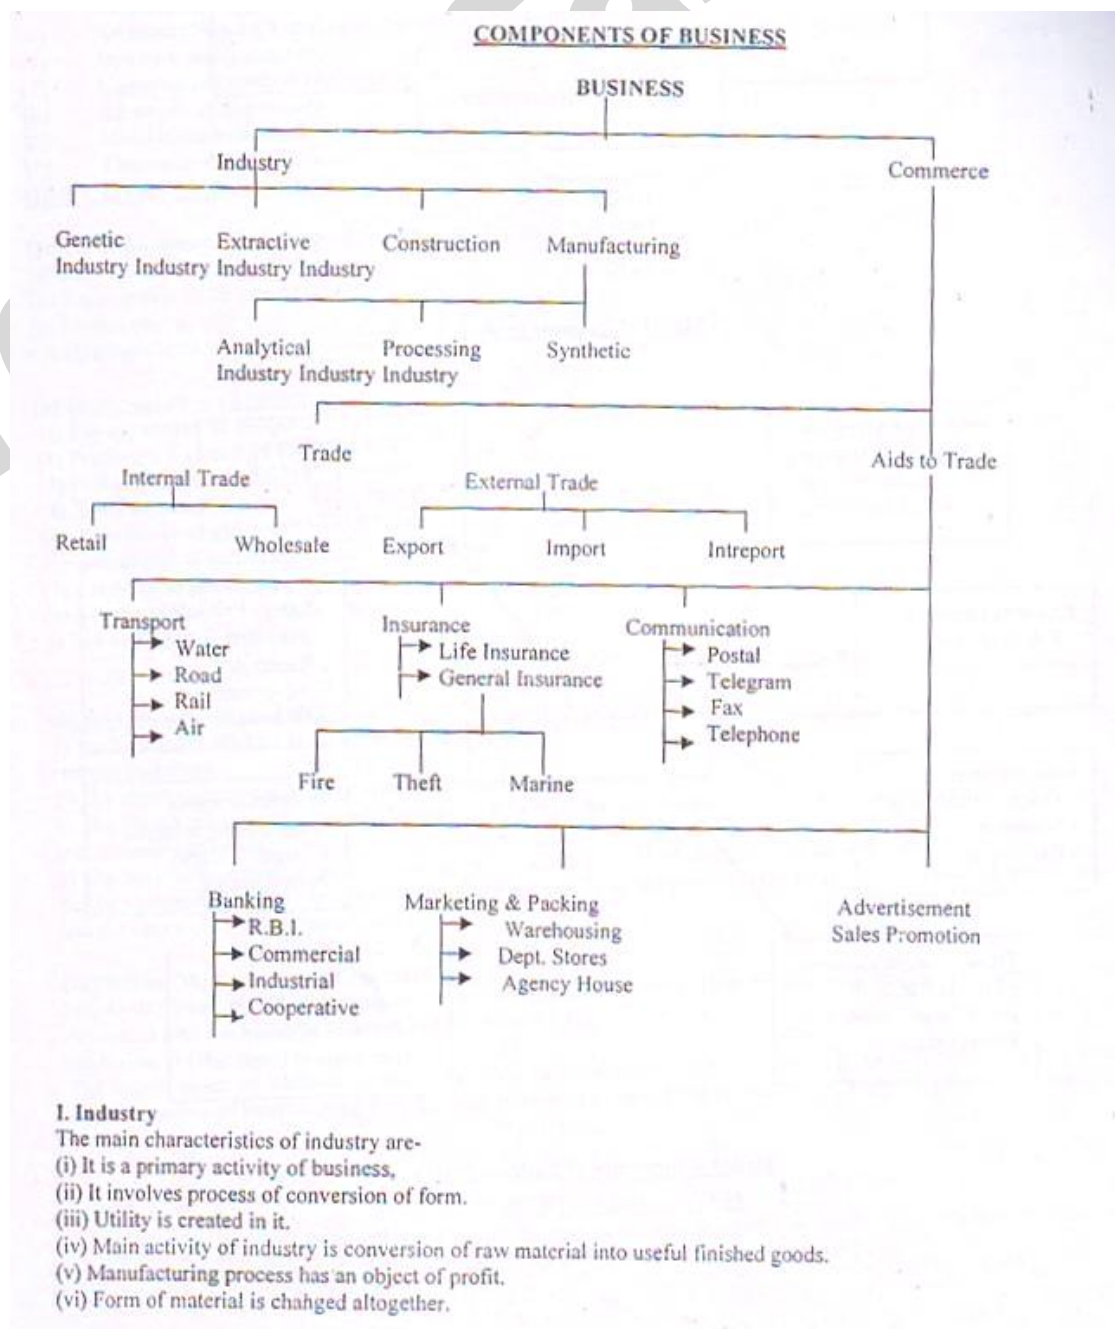 COMPONENTS OF BUSINESS
BUSINESS
Industry
Commerce
Genetic Extractive Construction Manufacturing
Industry Industry Industry Industry
Analytical Processing Synthetic
Industry Industry Industry
Trade
Aids to Trade
Internal Trade External Trade
Retail Wholesale Export Import Intreport
Transport Insurance Communication
Water Life Insurance Postal
Road General Insurance Telegram
Rail Fax
Air Telephone
Fire Theft Marine
Banking Marketing & Packing Advertisement
R.B.I. Warehousing Sales Promotion
Commercial Dept. Stores
Industrial Agency House
Cooperative
I. Industry
The main characteristics of industry are-
(i) It is a primary activity of business,
(ii) It involves process of conversion of form.
(iii) Utility is created in it.
(iv) Main activity of industry is conversion of raw material into useful finished goods.
(v) Manufacturing process has an object of profit.
(vi) Form of material is chahged altogether.